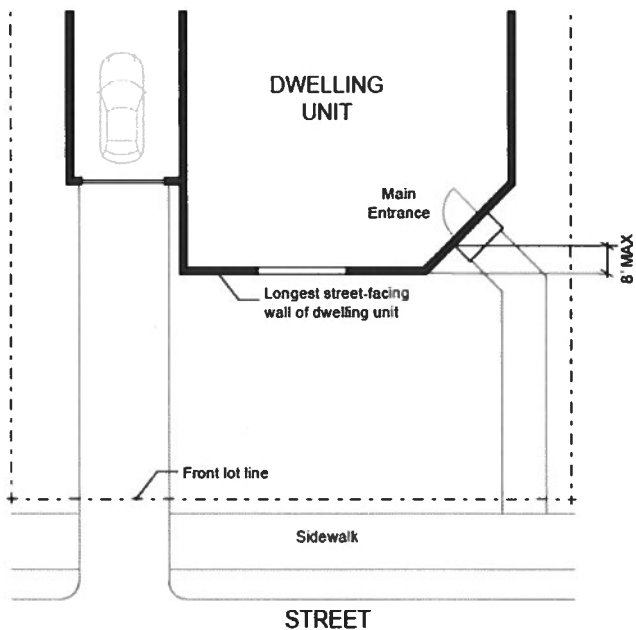 DWELLING
UNIT
Main
Entrance
8' MAX
Longest street-facing
wall of dwelling unit
Front lot line
Sidewalk
STREET